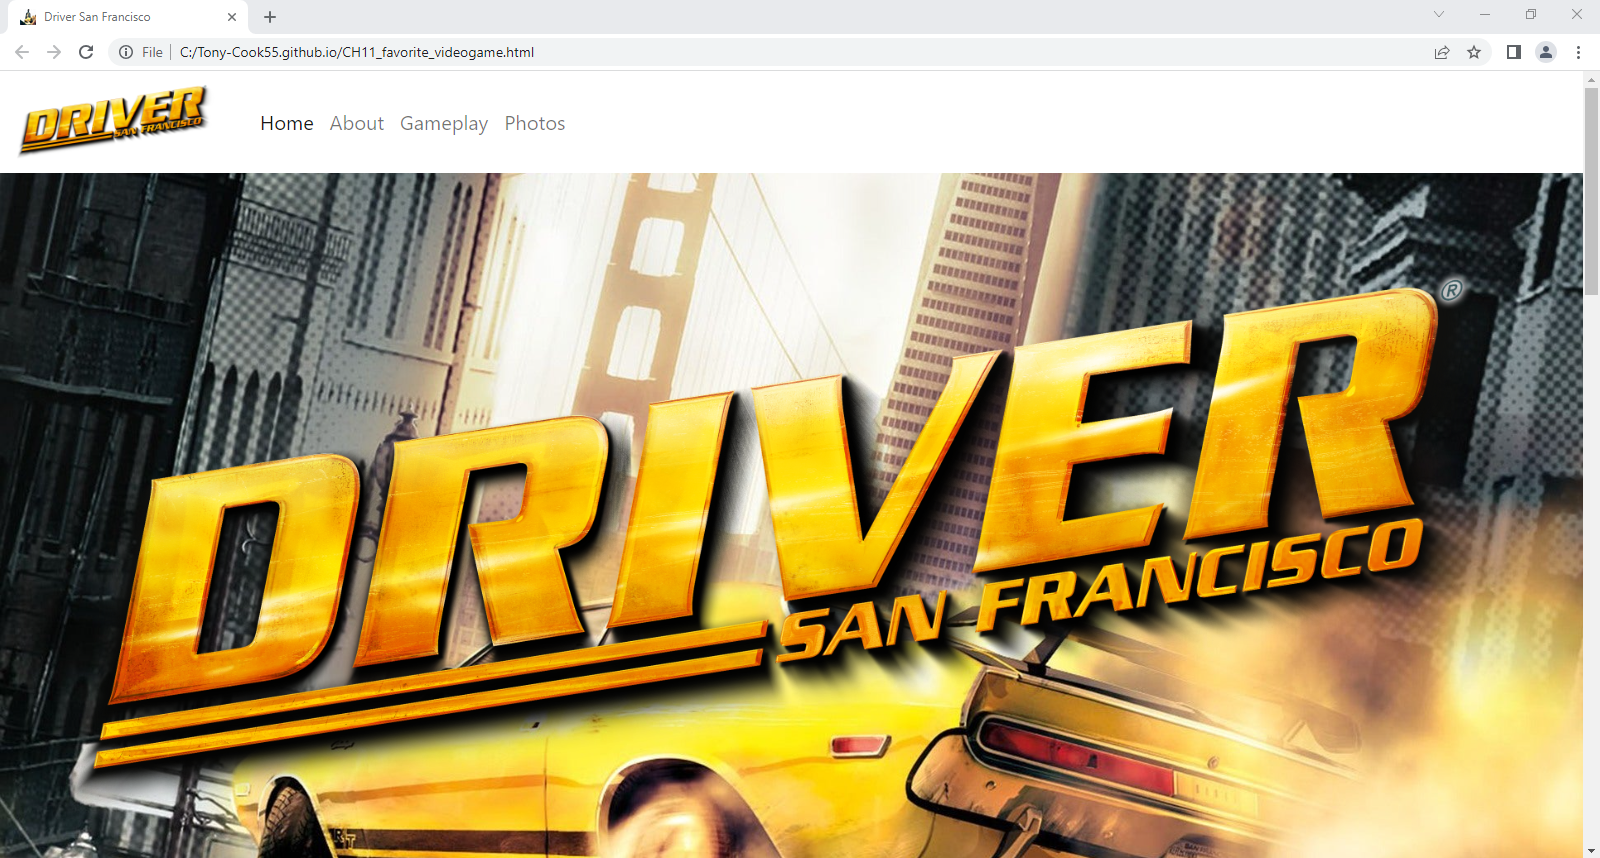 Driver San Francisco
File C:/Tony-Cook55.github.io/CH11_favorite_videogame.html
DRIVER
SAN FRANCISCO
Home About Gameplay Photos
DRIVER®
SAN FRANCISCO